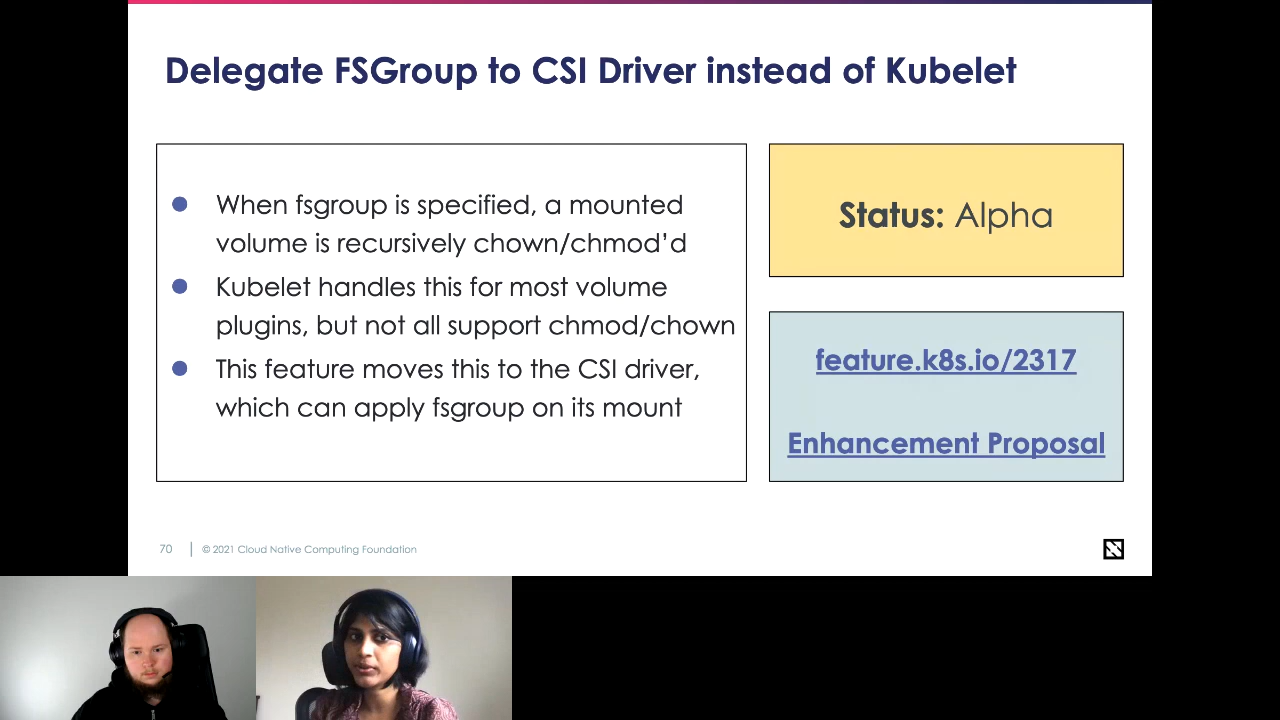 Delegate FSGroup to CSI Driver instead of Kubelet
When fsgroup is specified, a mounted
volume is recursively chown/chmod’d
Kubelet handles this for most volume
plugins, but not all support chmod/chown
This feature moves this to the CSI driver,
which can apply fsgroup on its mount
Status: Alpha
feature.k8s.io/2317
Enhancement Proposal
70
© 2021 Cloud Native Computing Foundation